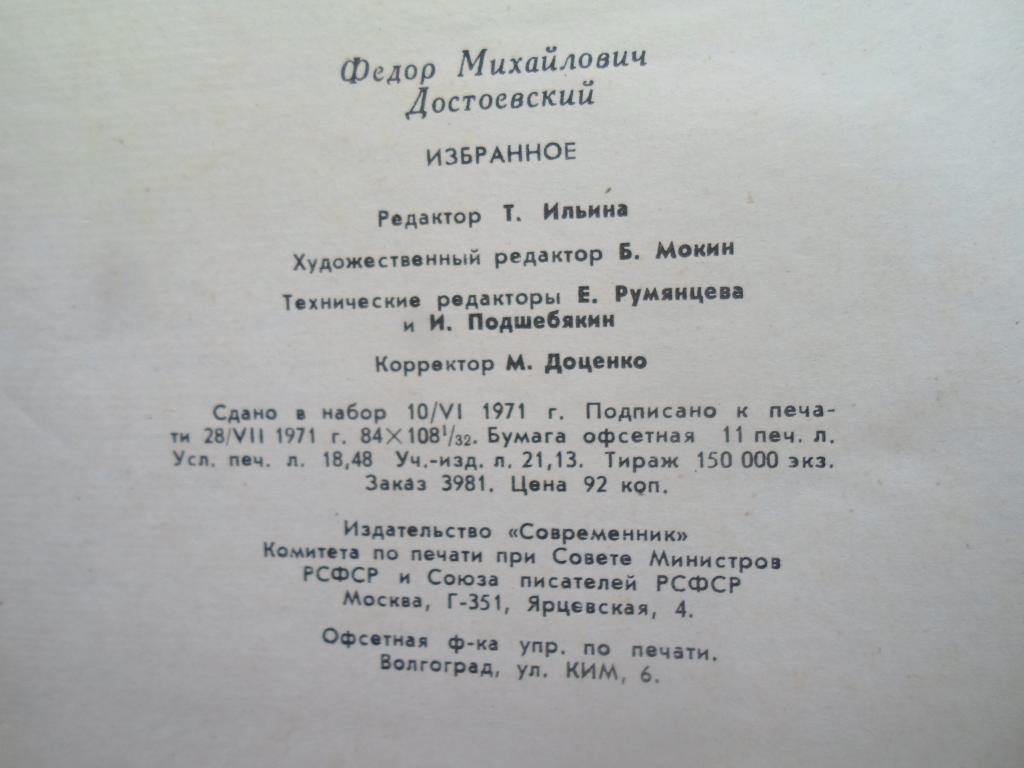 Федор Михайлович
Достоевский
ИЗБРАННОЕ
Редактор Т. Ильина
Художественный редактор Б. Мокин
Технические редакторы Е. Румянцева
и И. Подшебякин
Корректор М. Доценко
Сдано в набор 10/VI 1971 г. Подписано к печа-
ти 28/VII 1971 г. 84×108¹/₃₂. Бумага офсетная 11 печ. л.
Усл. печ. л. 18,48 Уч.-изд. л. 21,13. Тираж 150 000 экз.
Заказ 3981. Цена 92 коп.
Издательство «Современник»
Комитета по печати при Совете Министров
РСФСР и Союза писателей РСФСР
Москва, Г-351, Ярцевская, 4.
Офсетная ф-ка упр. по печати.
Волгоград, ул. КИМ, 6.